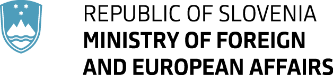 REPUBLIC OF SLOVENIA
MINISTRY OF FOREIGN
AND EUROPEAN AFFAIRS